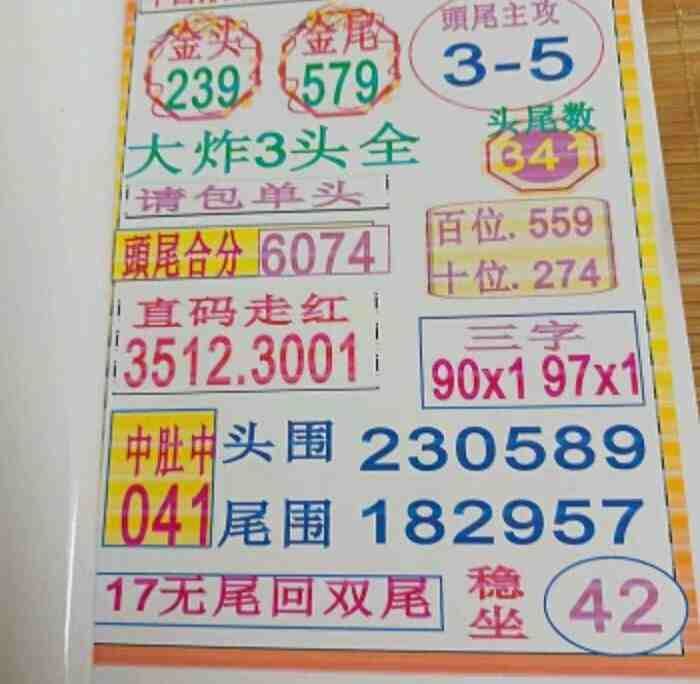 金头 金尾 頭尾主攻
239 579 3-5
大炸3头全 头尾数
341
请包单头
頭尾合分 6074
百位.559
十位.274
直码走红
3512.3001
三字
90x1 97x1
中肚中
041
头围 230589
尾围 182957
17无尾回双尾
稳坐 42